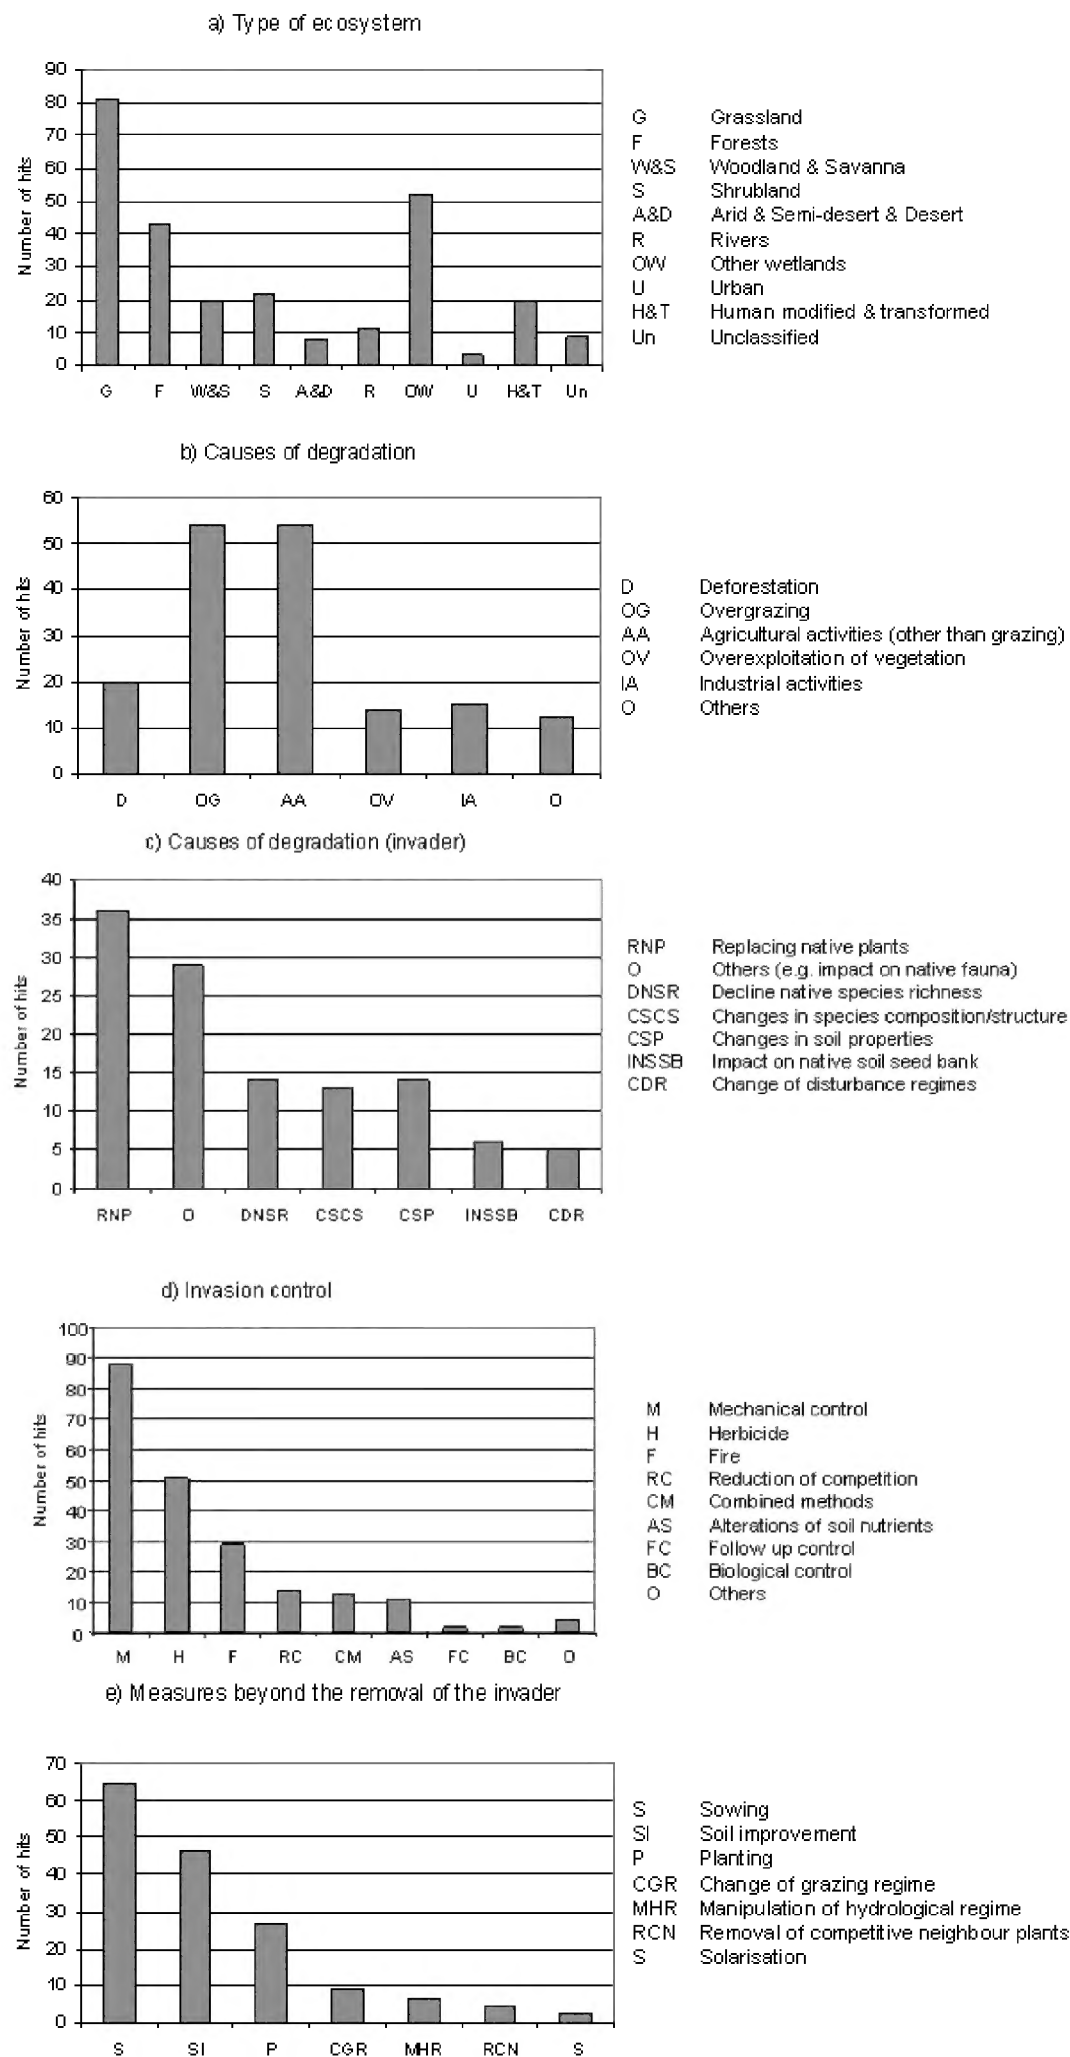 a) Type of ecosystem
90
80
70
60
50
40
30
20
10
0
Number of hits
G F W&S S A&D R OW U H&T Un
G Grassland
F Forests
W&S Woodland & Savanna
S Shrubland
A&D Arid & Semi-desert & Desert
R Rivers
OW Other wetlands
U Urban
H&T Human modified & transformed
Un Unclassified
b) Causes of degradation
60
50
40
30
20
10
0
Number of hits
D OG AA OV IA O
D Deforestation
OG Overgrazing
AA Agricultural activities (other than grazing)
OV Overexploitation of vegetation
IA Industrial activities
O Others
c) Causes of degradation (invader)
40
35
30
25
20
15
10
5
0
Number of hits
RNP O DNSR CSCS CSP INSSB CDR
RNP Replacing native plants
O Others (e.g. impact on native fauna)
DNSR Decline native species richness
CSCS Changes in species composition/structure
CSP Changes in soil properties
INSSB Impact on native soil seed bank
CDR Change of disturbance regimes
d) Invasion control
100
90
80
70
60
50
40
30
20
10
0
Number of hits
M H F RC CM AS FC BC O
M Mechanical control
H Herbicide
F Fire
RC Reduction of competition
CM Combined methods
AS Alterations of soil nutrients
FC Follow up control
BC Biological control
O Others
e) Measures beyond the removal of the invader
70
60
50
40
30
20
10
0
Number of hits
S SI P CGR MHR RCN S
S Sowing
SI Soil improvement
P Planting
CGR Change of grazing regime
MHR Manipulation of hydrological regime
RCN Removal of competitive neighbour plants
S Solarisation